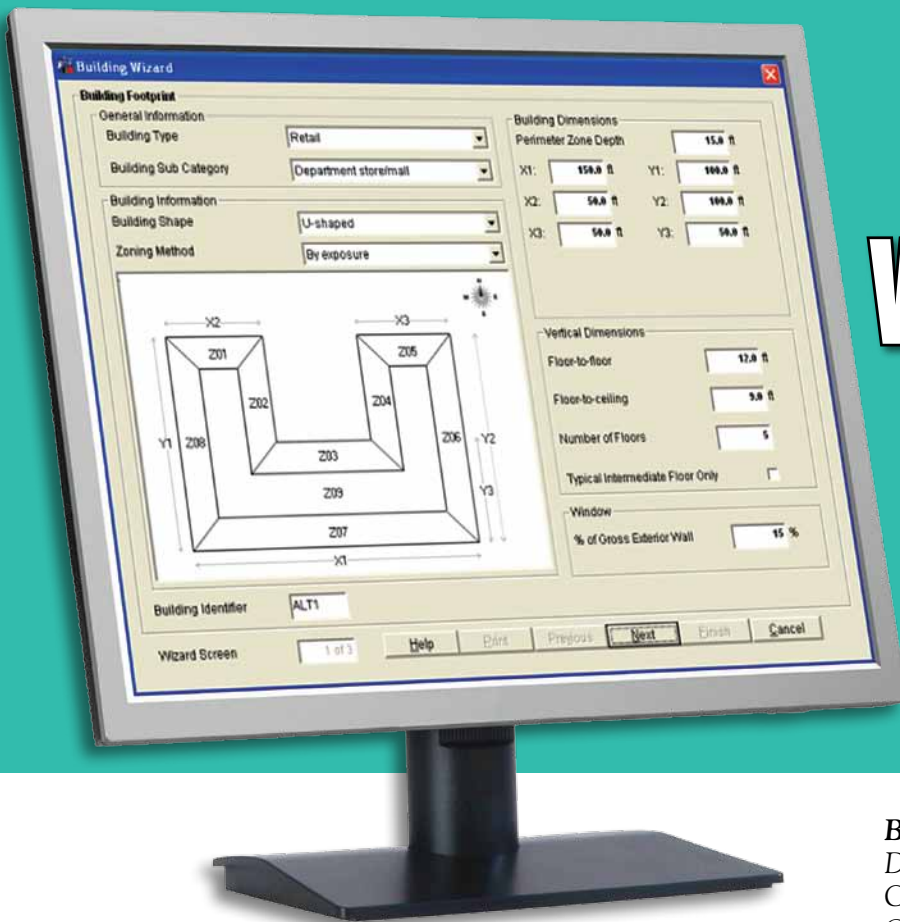 Building Wizard
Building Footprint
General Information
Building Type Retail
Building Sub Category Department store/mall
Building Information
Building Shape U-shaped
Zoning Method By exposure
X2 X3
Z01 Z05
Z02 Z04
Y1 Z08 Z03 Z06 Y2
Z09 Y3
Z07
X1
Building Dimensions
Perimeter Zone Depth 15.0 ft
X1: 150.0 ft Y1: 100.0 ft
X2: 50.0 ft Y2: 100.0 ft
X3: 50.0 ft Y3: 50.0 ft
Vertical Dimensions
Floor-to-floor 12.0 ft
Floor-to-ceiling 9.0 ft
Number of Floors 5
Typical Intermediate Floor Only
Window
% of Gross Exterior Wall 15 %
Building Identifier ALT1
Wizard Screen 1 of 3 Help Print Previous Next Finish Cancel